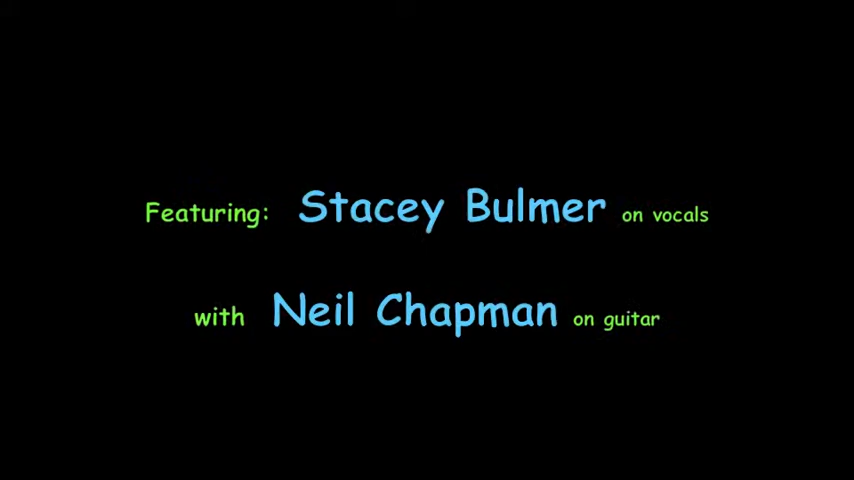 Featuring: Stacey Bulmer on vocals
with Neil Chapman on guitar